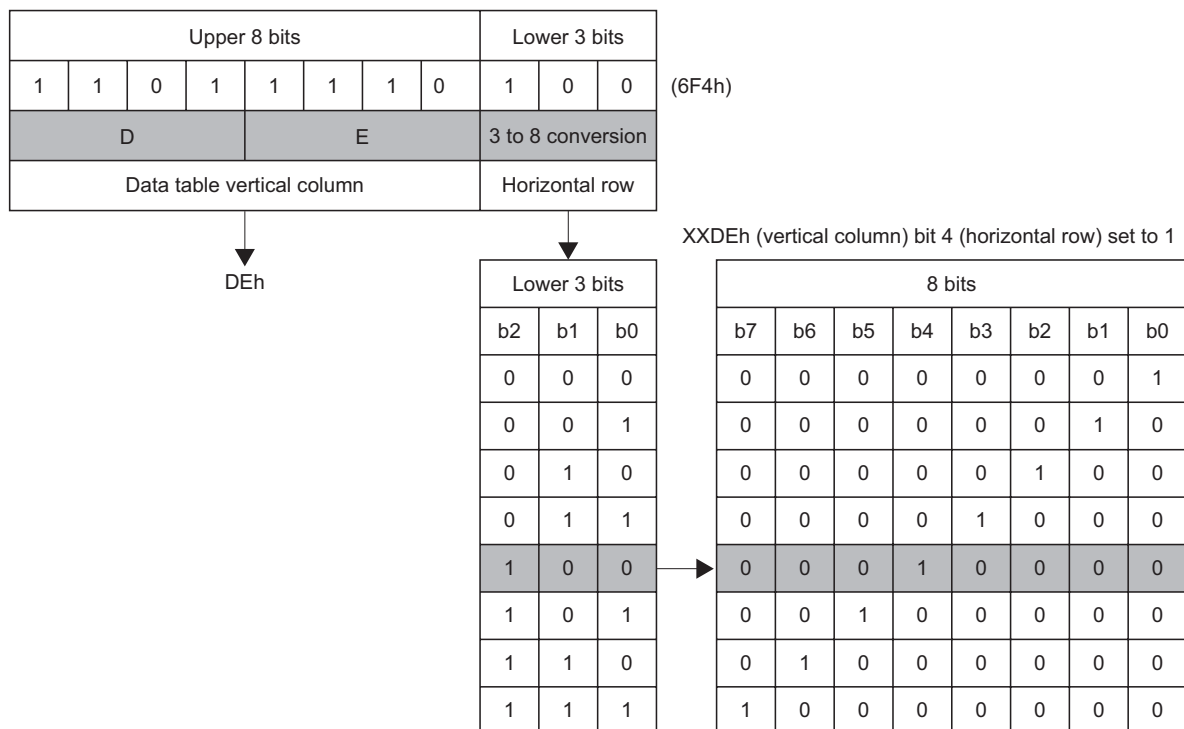 Upper 8 bits Lower 3 bits
1 1 0 1 1 1 1 0 1 0 0 (6F4h)
D E 3 to 8 conversion
Data table vertical column Horizontal row
DEh
XXDEh (vertical column) bit 4 (horizontal row) set to 1
Lower 3 bits 8 bits
b2 b1 b0 b7 b6 b5 b4 b3 b2 b1 b0
0 0 0 0 0 0 0 0 0 0 1
0 0 1 0 0 0 0 0 0 1 0
0 1 0 0 0 0 0 0 1 0 0
0 1 1 0 0 0 0 1 0 0 0
1 0 0 0 0 0 1 0 0 0 0
1 0 1 0 0 1 0 0 0 0 0
1 1 0 0 1 0 0 0 0 0 0
1 1 1 1 0 0 0 0 0 0 0